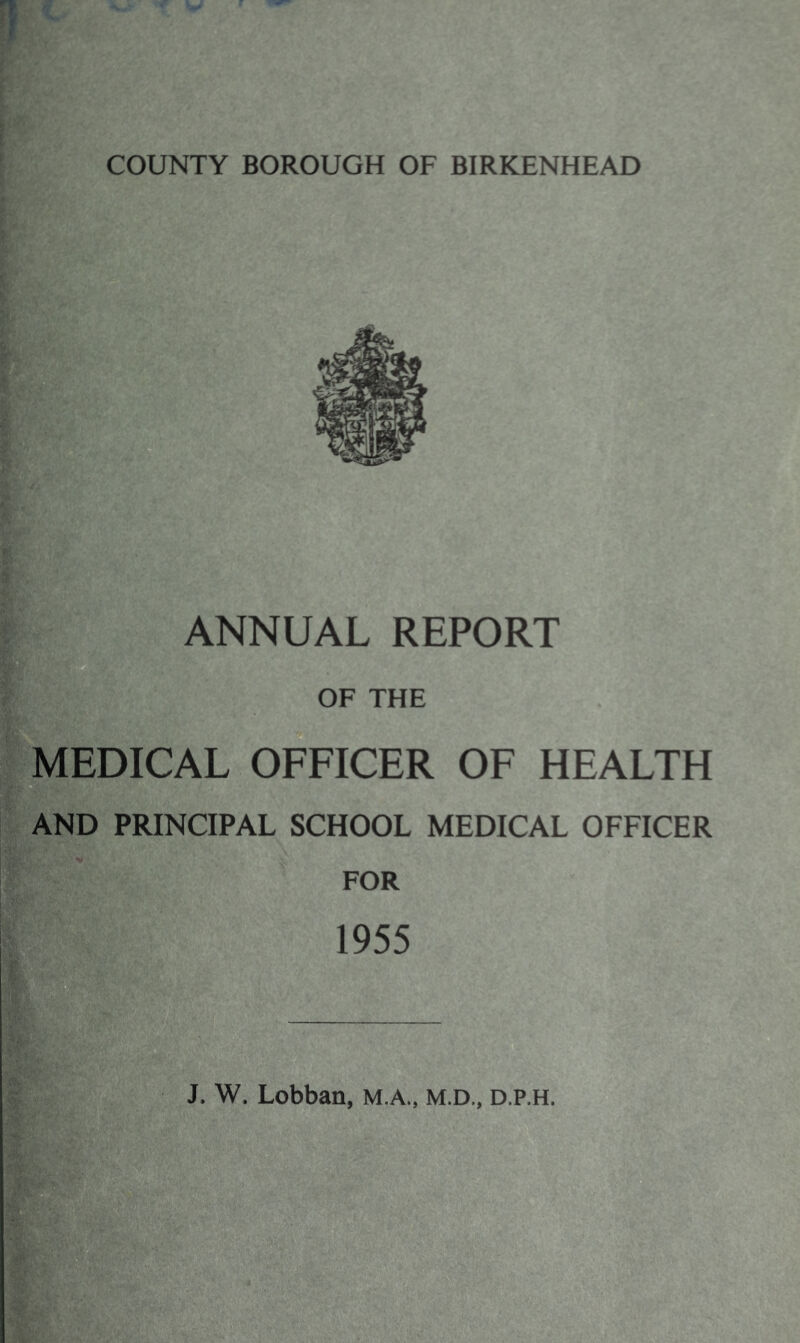 COUNTY BOROUGH OF BIRKENHEAD
ANNUAL REPORT
OF THE
MEDICAL OFFICER OF HEALTH
AND PRINCIPAL SCHOOL MEDICAL OFFICER
FOR
1955
J. W. Lobban, M.A., M.D., D.P.H.